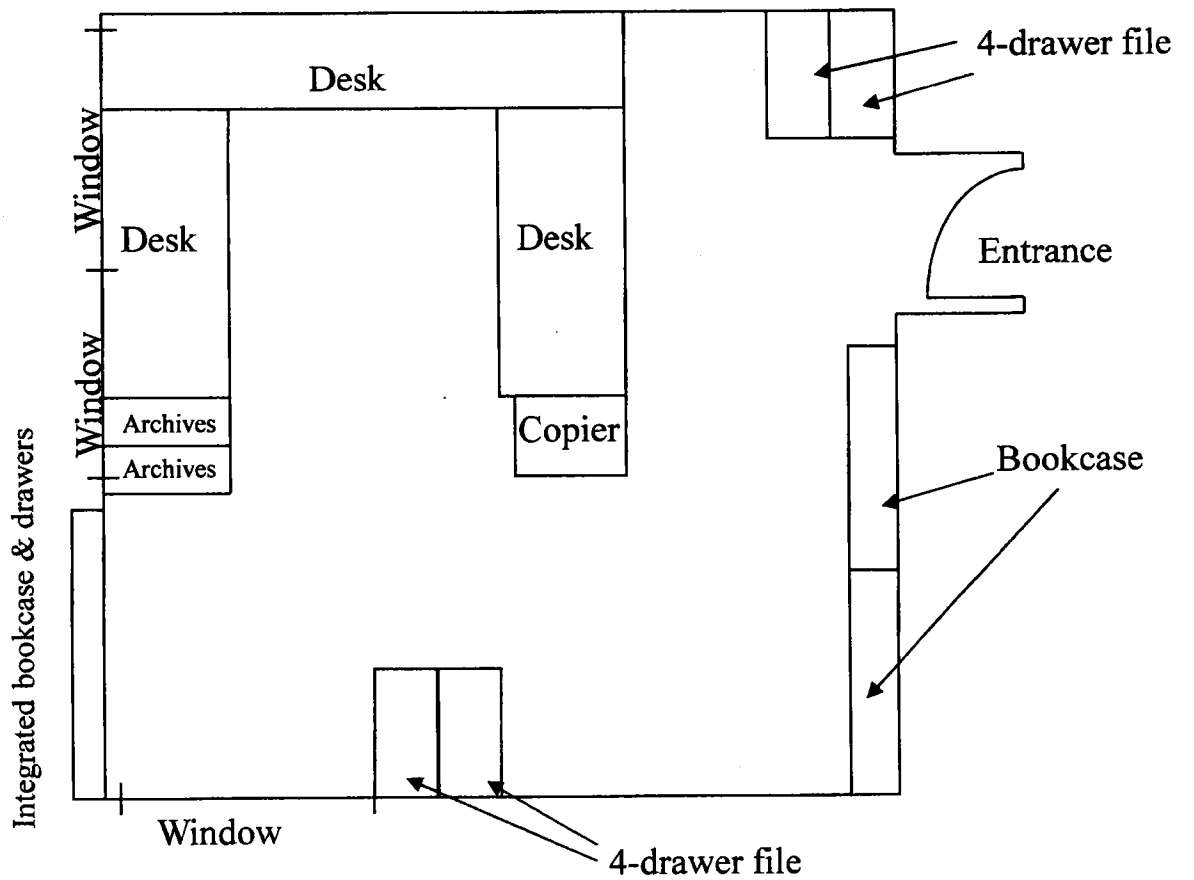 4-drawer file
Desk
Window
Desk
Desk
Entrance
Window
Archives
Copier
Archives
Bookcase
Integrated bookcase & drawers
Window
4-drawer file